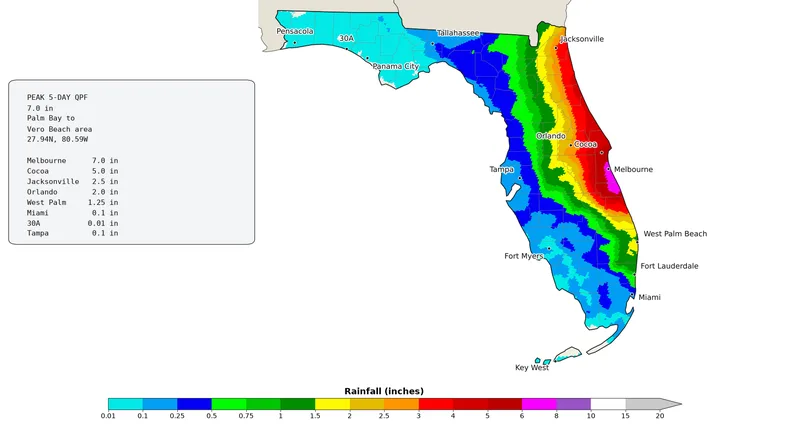 Pensacola
30A
Tallahassee
Panama City
Jacksonville
PEAK 5-DAY QPF
7.0 in
Palm Bay to
Vero Beach area
27.94N, 80.59W
Melbourne 7.0 in
Cocoa 5.0 in
Jacksonville 2.5 in
Orlando 2.0 in
West Palm 1.25 in
Miami 0.1 in
30A 0.01 in
Tampa 0.1 in
Orlando
Cocoa
Tampa
Melbourne
West Palm Beach
Fort Myers
Fort Lauderdale
Miami
Key West
Rainfall (inches)
0.01 0.1 0.25 0.5 0.75 1 1.5 2 2.5 3 4 5 6 8 10 15 20